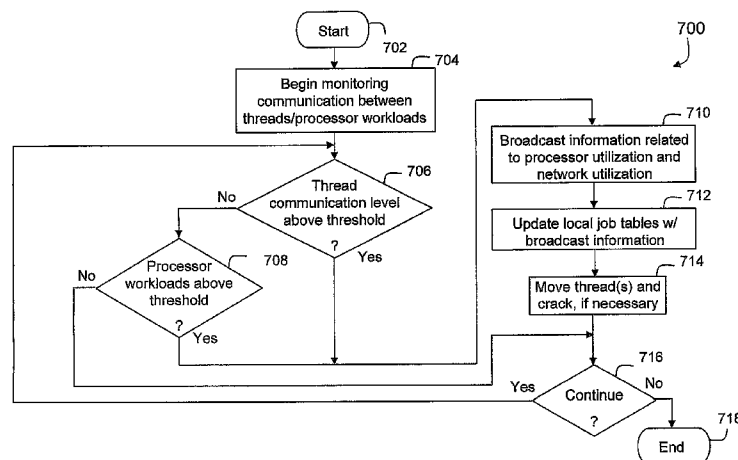 Start
702
700
704
Begin monitoring
communication between
threads/processor workloads
710
Broadcast information related
to processor utilization and
network utilization
706
No
Thread
communication level
above threshold
?
Yes
712
Update local job tables w/
broadcast information
708
No
Processor
workloads above
threshold
?
Yes
714
Move thread(s) and
crack, if necessary
716
Yes
Continue
?
No
718
End